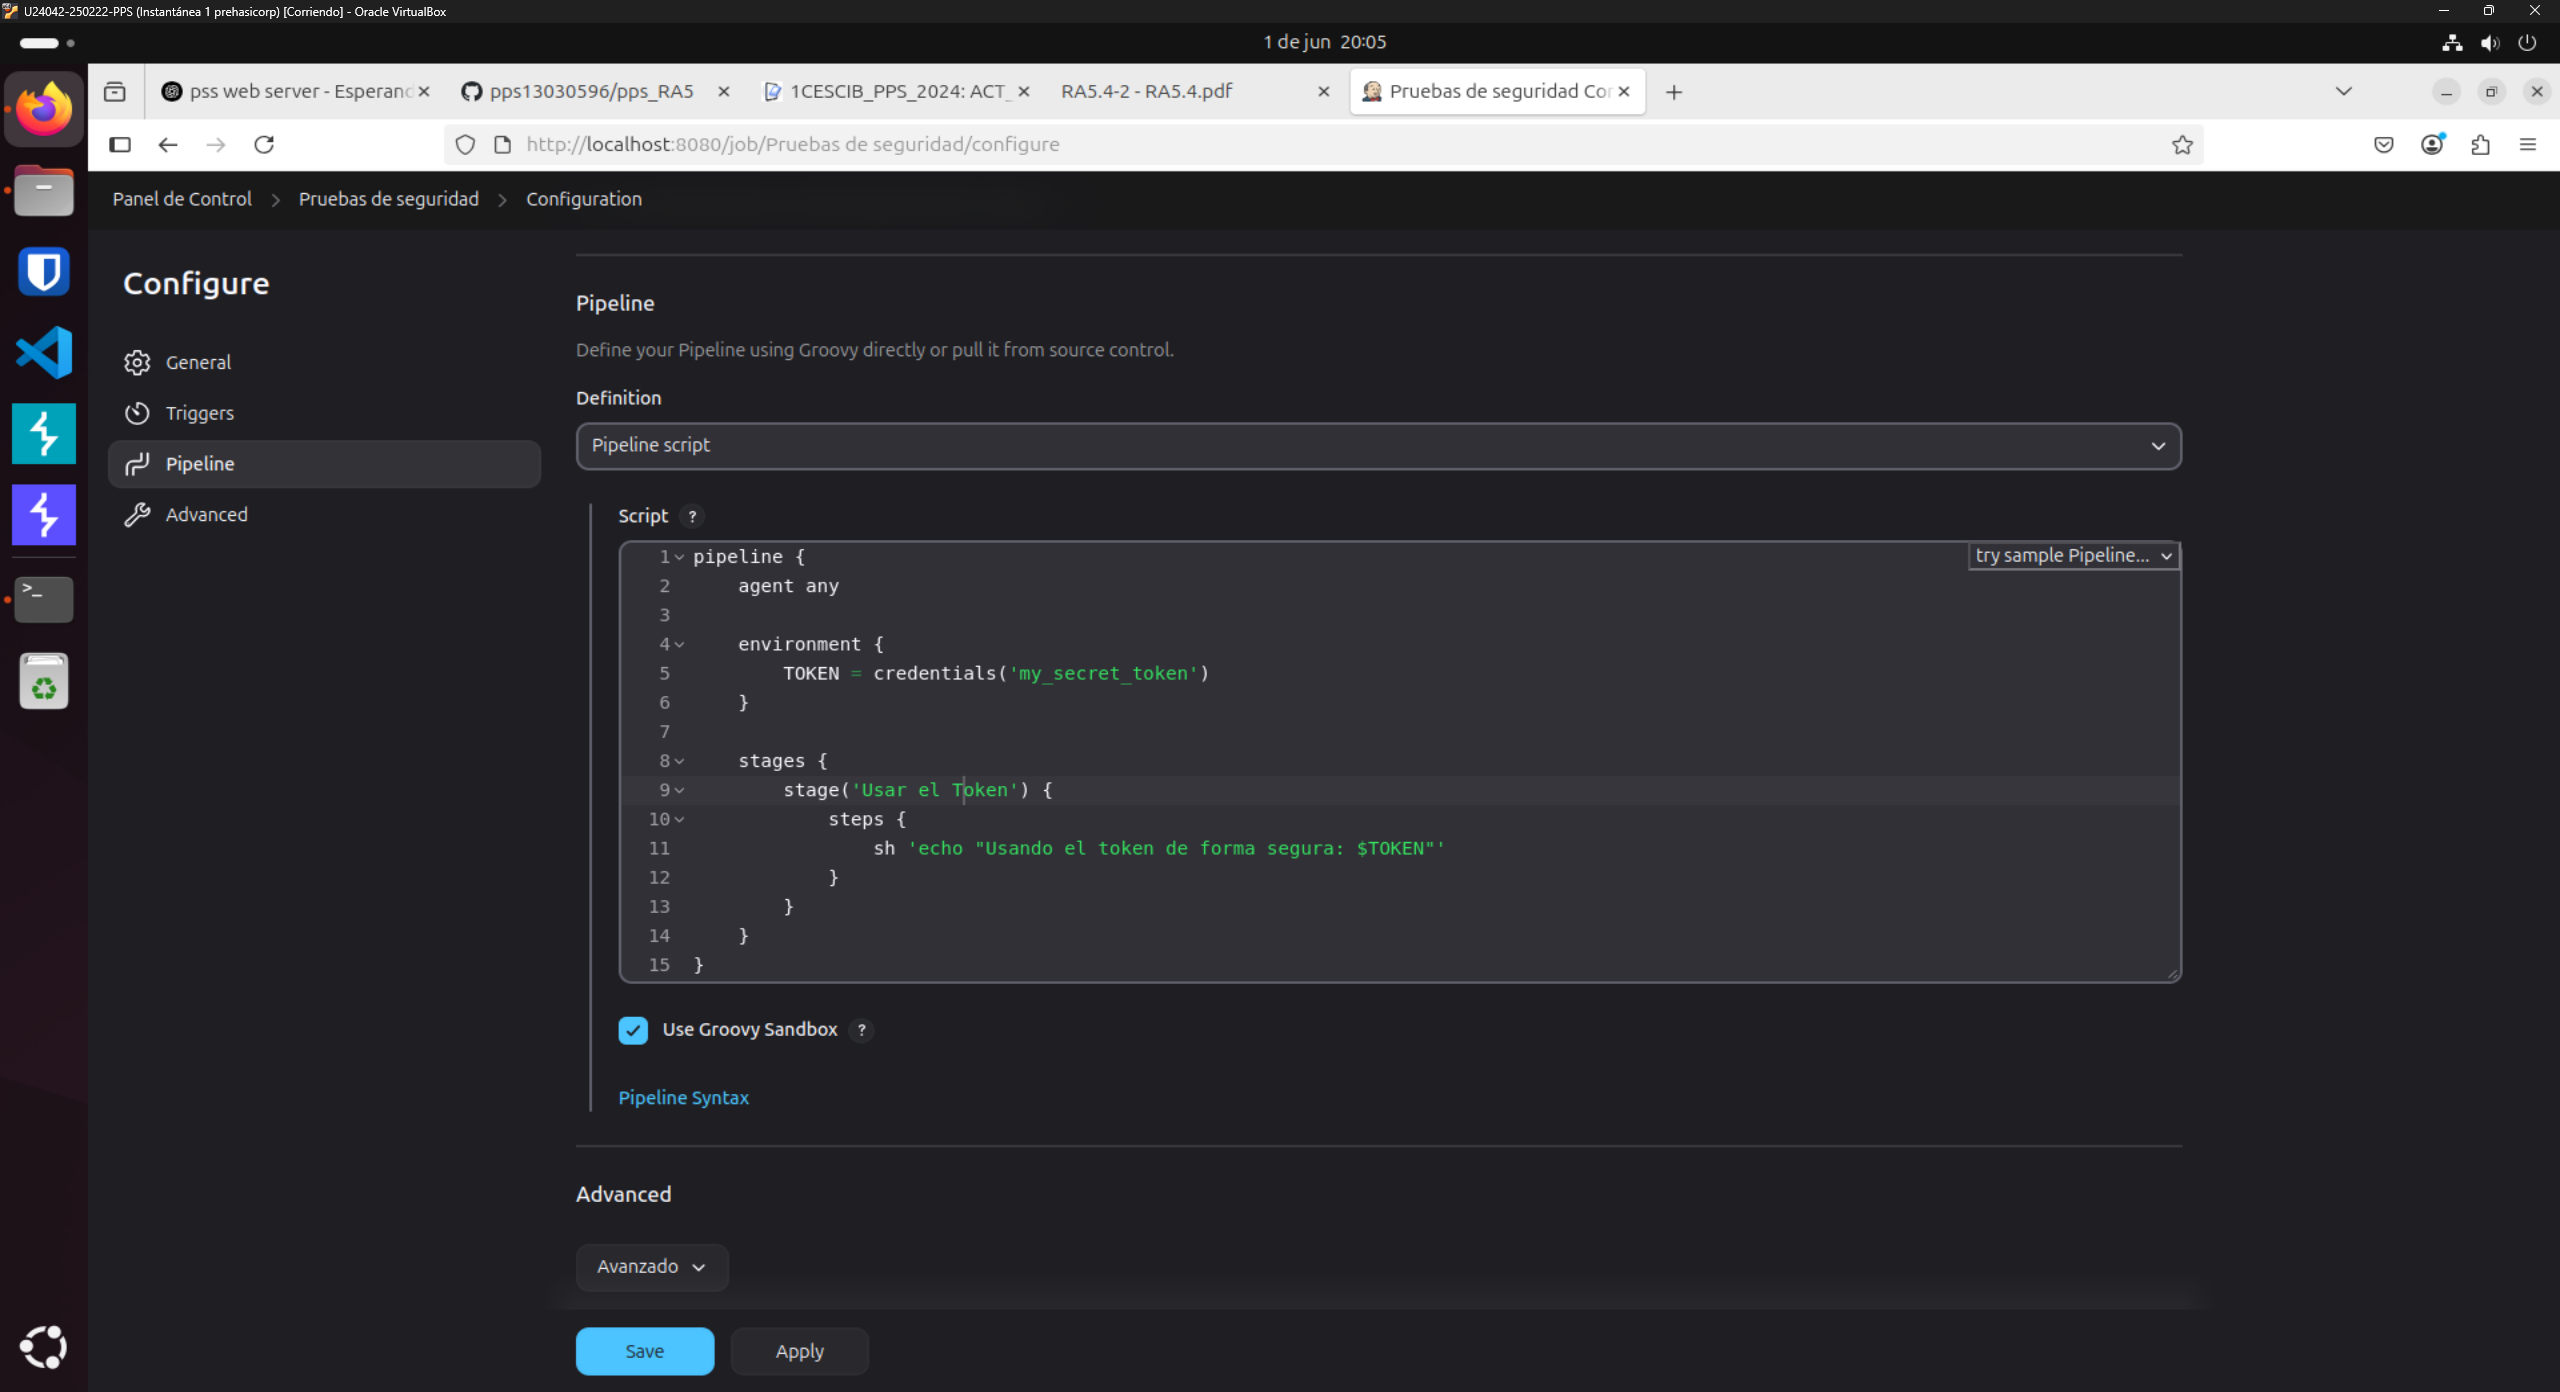 U24042-250222-PPS (Instantánea 1 prehasicorp) [Corriendo] - Oracle VirtualBox
1 de jun 20:05
pss web server - Esperand
pps13030596/pps_RA5
1CESCIB_PPS_2024: ACT_
RA5.4-2 - RA5.4.pdf
Pruebas de seguridad Con
http://localhost:8080/job/Pruebas de seguridad/configure
Panel de Control > Pruebas de seguridad > Configuration
Configure
General
Triggers
Pipeline
Advanced
Pipeline
Define your Pipeline using Groovy directly or pull it from source control.
Definition
Pipeline script
Script ?
try sample Pipeline...
1 pipeline {
2 agent any
3
4 environment {
5 TOKEN = credentials('my_secret_token')
6 }
7
8 stages {
9 stage('Usar el Token') {
10 steps {
11 sh 'echo "Usando el token de forma segura: $TOKEN"'
12 }
13 }
14 }
15 }
Use Groovy Sandbox ?
Pipeline Syntax
Advanced
Avanzado
Save
Apply